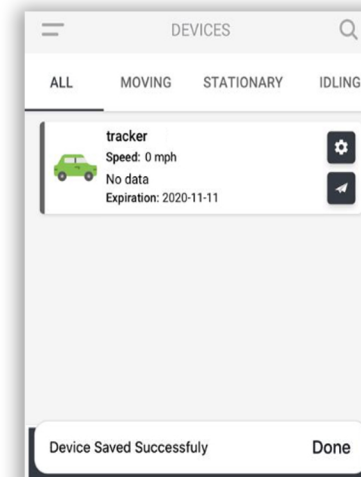 DEVICES
ALL MOVING STATIONARY IDLING
tracker
Speed: 0 mph
No data
Expiration: 2020-11-11
Device Saved Successfuly Done